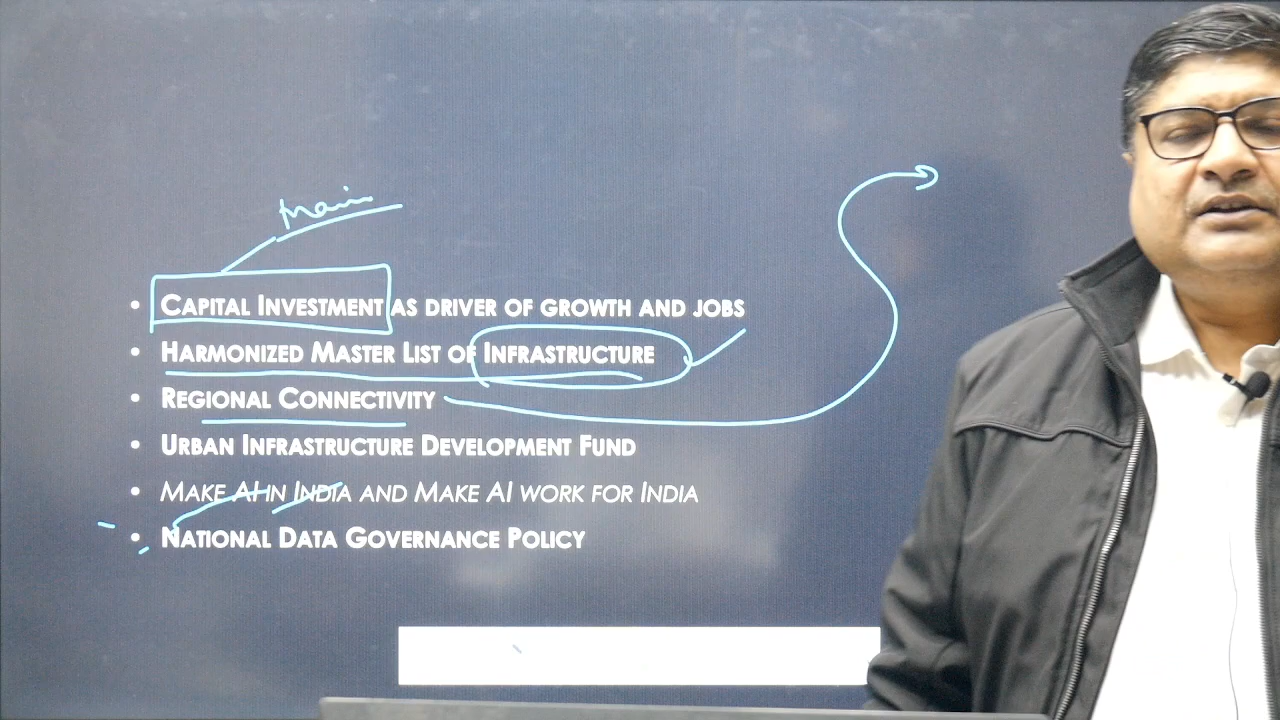 Main
• Capital Investment as driver of growth and jobs
• Harmonized Master List of Infrastructure
• Regional Connectivity
• Urban Infrastructure Development Fund
• Make AI in India and Make AI work for India
• National Data Governance Policy